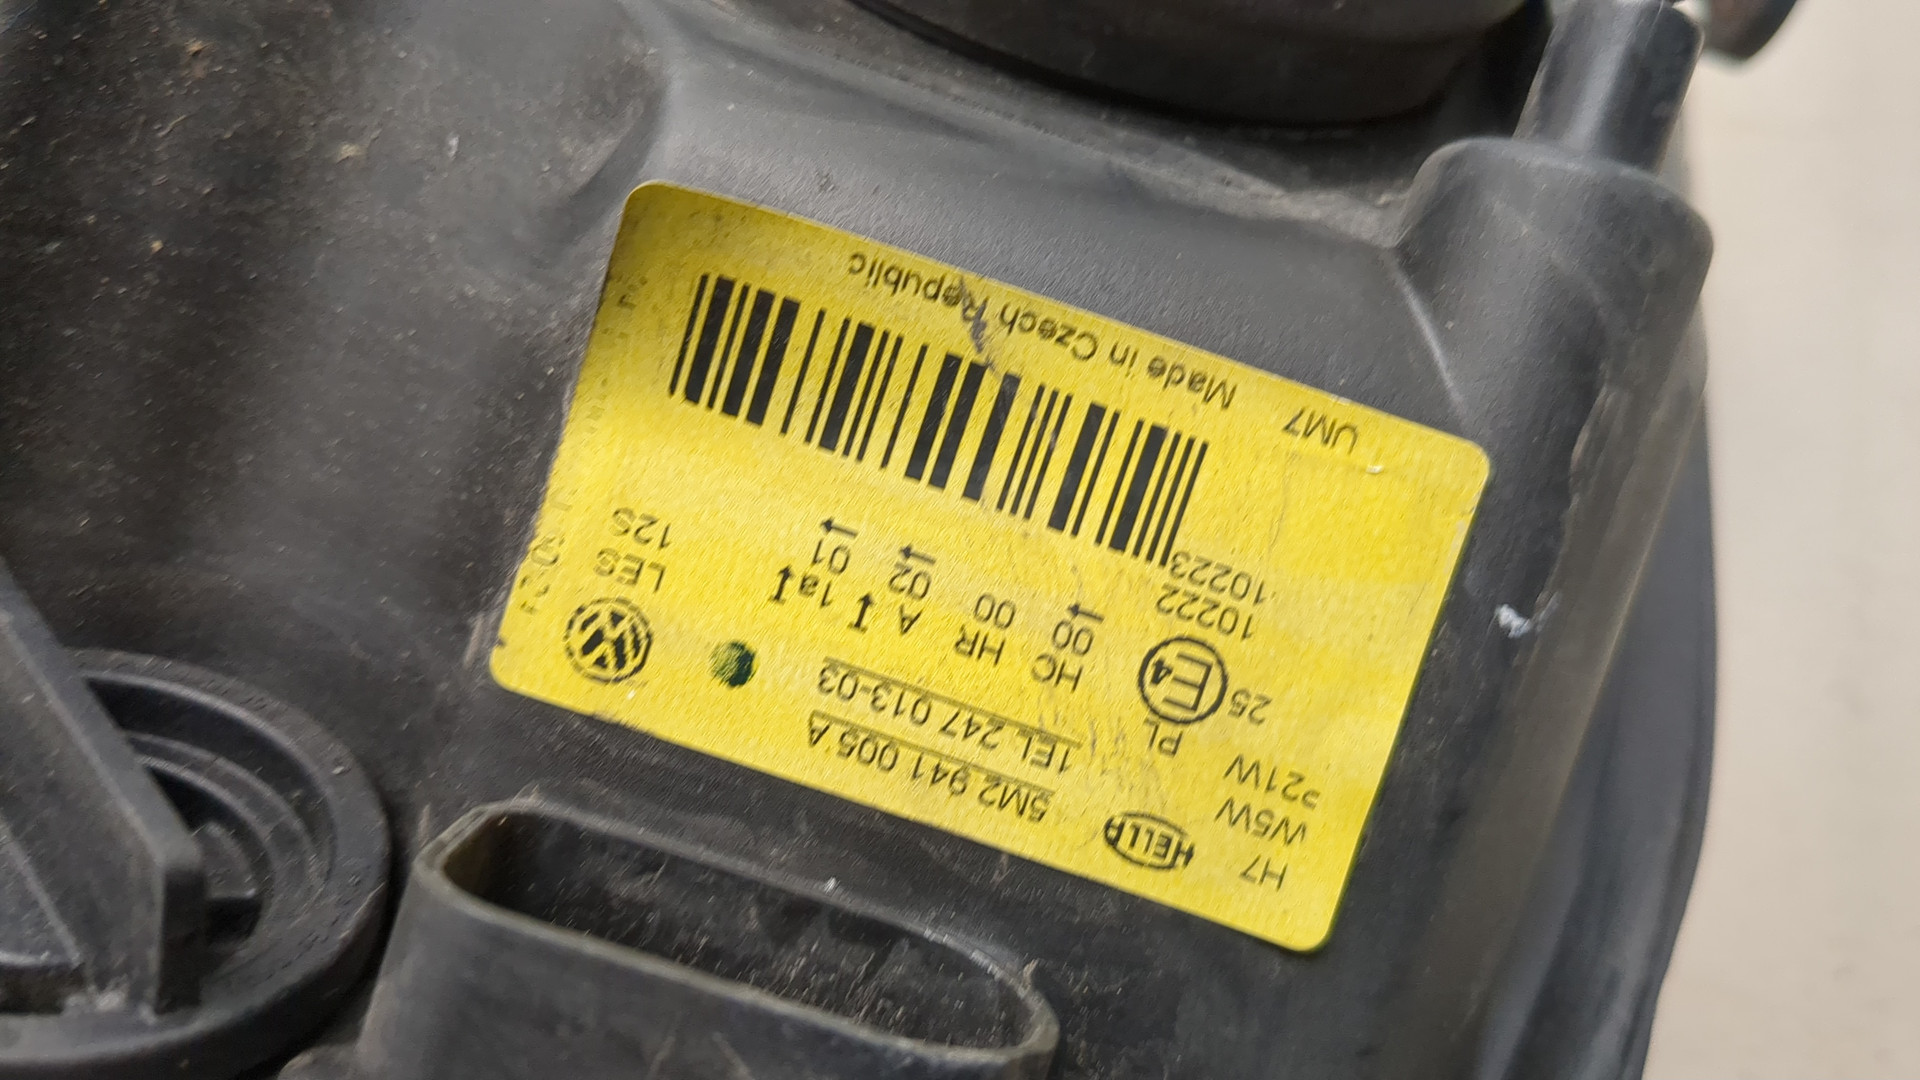 H7
W5W
P21W
25
HELLA
5M2 941 005 A
1EL 247 013-03
PL
E4
10222
10223
HC HR A 1a
00 00 02 01
LES
12S
UM7 Made in Czech Republic